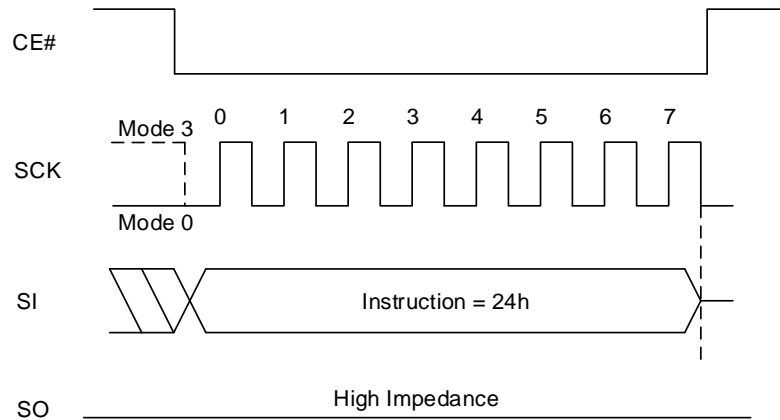 CE#
Mode 3
0 1 2 3 4 5 6 7
SCK
Mode 0
SI
Instruction = 24h
SO
High Impedance